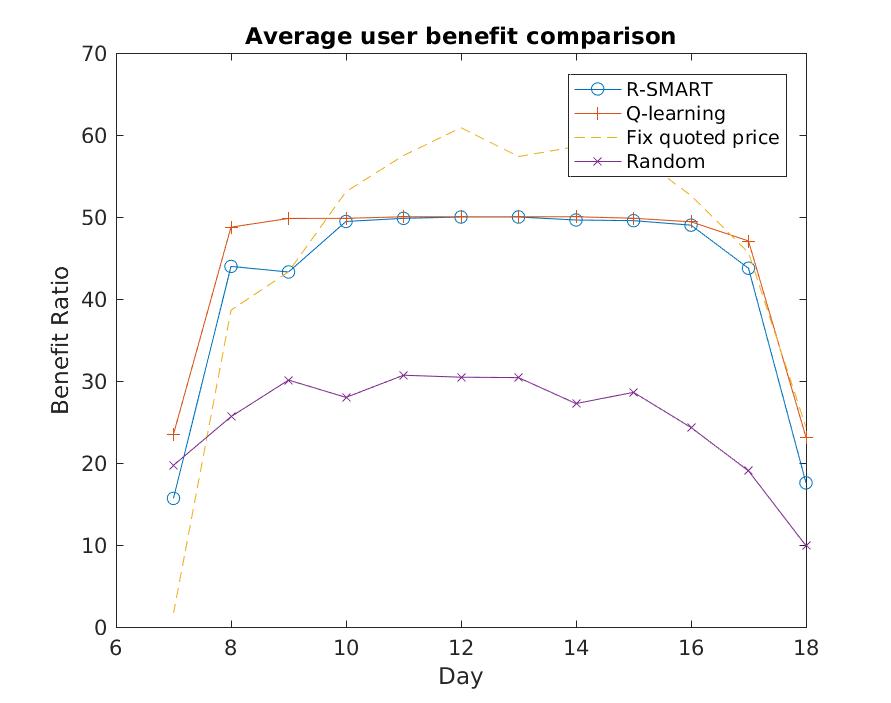 Average user benefit comparison
70
60
50
40
30
20
10
0
Benefit Ratio
R-SMART
Q-learning
Fix quoted price
Random
6 8 10 12 14 16 18
Day